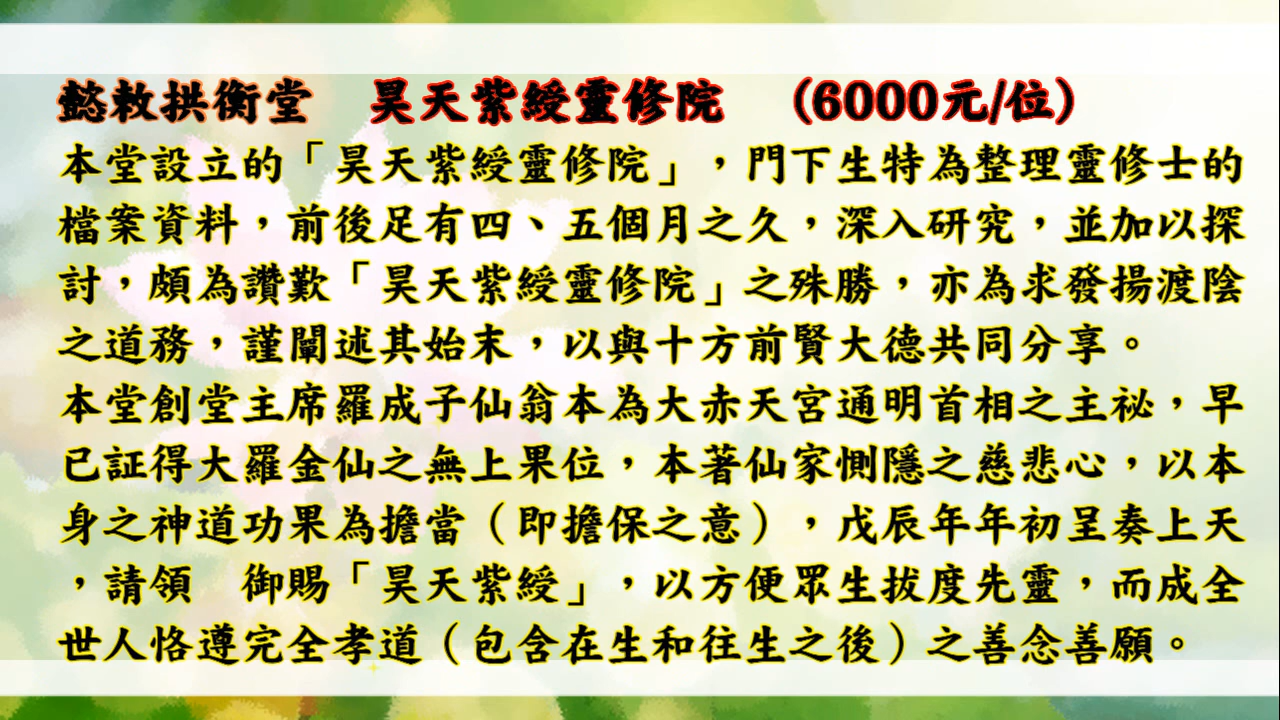 懿敕拱衡堂　昊天紫綬靈修院　（6000元/位）
本堂設立的「昊天紫綬靈修院」，門下生特為整理靈修士的
檔案資料，前後足有四、五個月之久，深入研究，並加以探
討，頗為讚歎「昊天紫綬靈修院」之殊勝，亦為求發揚渡陰
之道務，謹闡述其始末，以與十方前賢大德共同分享。
本堂創堂主席羅成子仙翁本為大赤天宮通明首相之主祕，早
已証得大羅金仙之無上果位，本著仙家惻隱之慈悲心，以本
身之神道功果為擔當（即擔保之意），戊辰年年初呈奏上天
，請領　御賜「昊天紫綬」，以方便眾生拔度先靈，而成全
世人恪遵完全孝道（包含在生和往生之後）之善念善願。